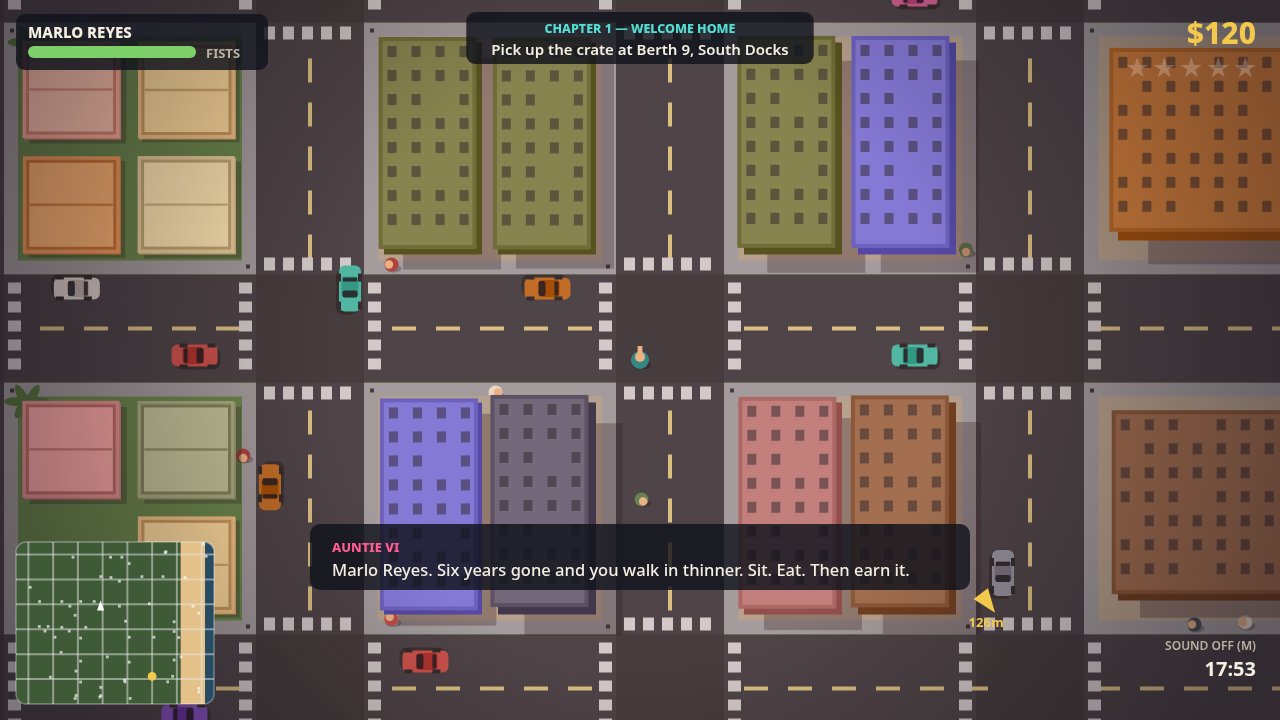 MARLO REYES
FISTS
CHAPTER 1 — WELCOME HOME
Pick up the crate at Berth 9, South Docks
$120
AUNTIE VI
Marlo Reyes. Six years gone and you walk in thinner. Sit. Eat. Then earn it.
126m
SOUND OFF (M)
17:53